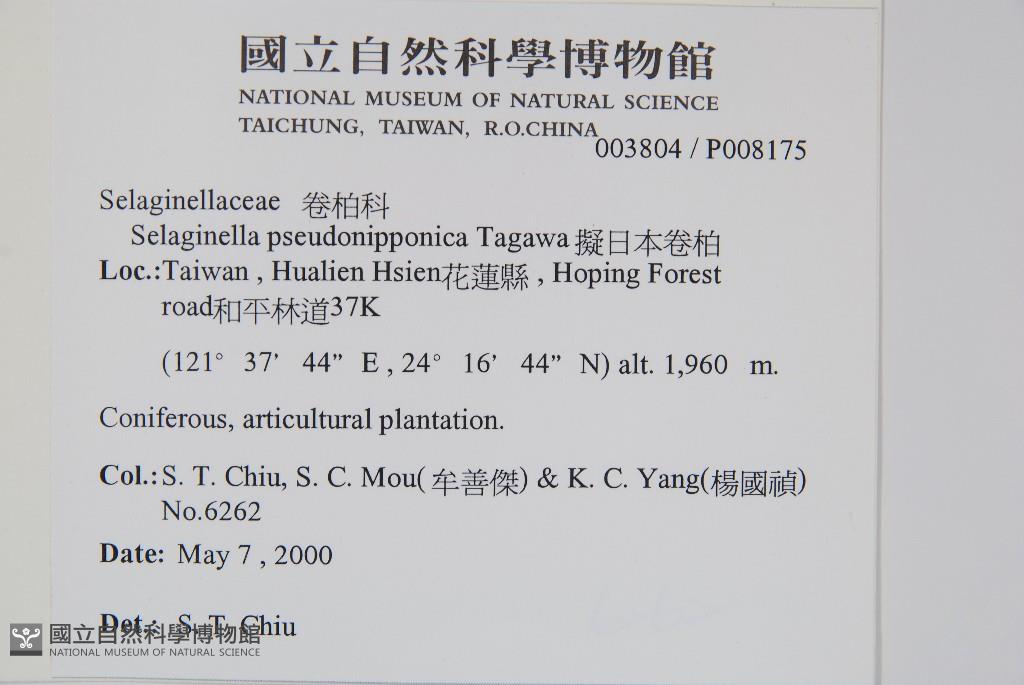 國立自然科學博物館
NATIONAL MUSEUM OF NATURAL SCIENCE
TAICHUNG, TAIWAN, R.O.CHINA
003804 / P008175
Selaginellaceae 卷柏科
Selaginella pseudonipponica Tagawa 擬日本卷柏
Loc.:Taiwan , Hualien Hsien花蓮縣 , Hoping Forest
road和平林道37K
(121° 37’ 44” E , 24° 16’ 44” N) alt. 1,960 m.
Coniferous, articultural plantation.
Col.:S. T. Chiu, S. C. Mou( 牟善傑) & K. C. Yang(楊國禎)
No.6262
Date: May 7 , 2000
Det.: S. T. Chiu
國立自然科學博物館
NATIONAL MUSEUM OF NATURAL SCIENCE